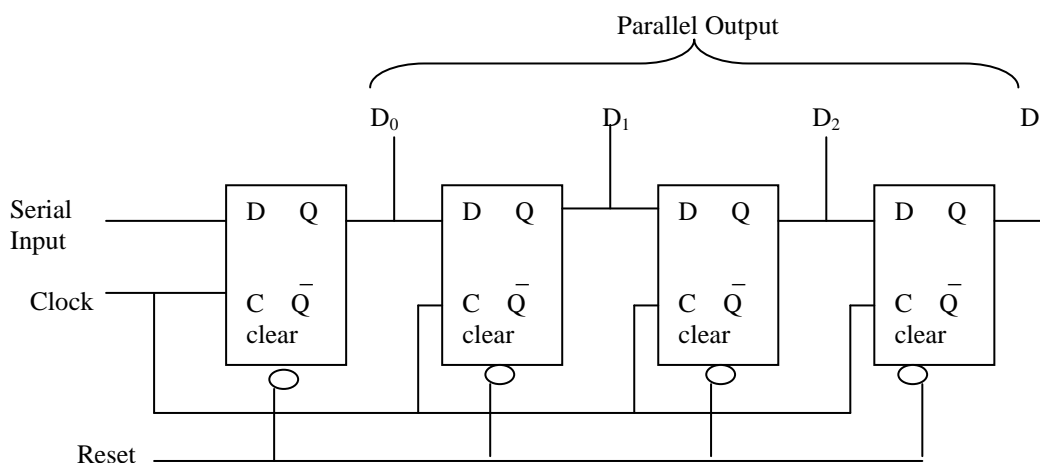 Parallel Output
D₀ D₁ D₂ D
Serial Input
D Q D Q D Q D Q
Clock
C Q̅ C Q̅ C Q̅ C Q̅
clear clear clear clear
Reset